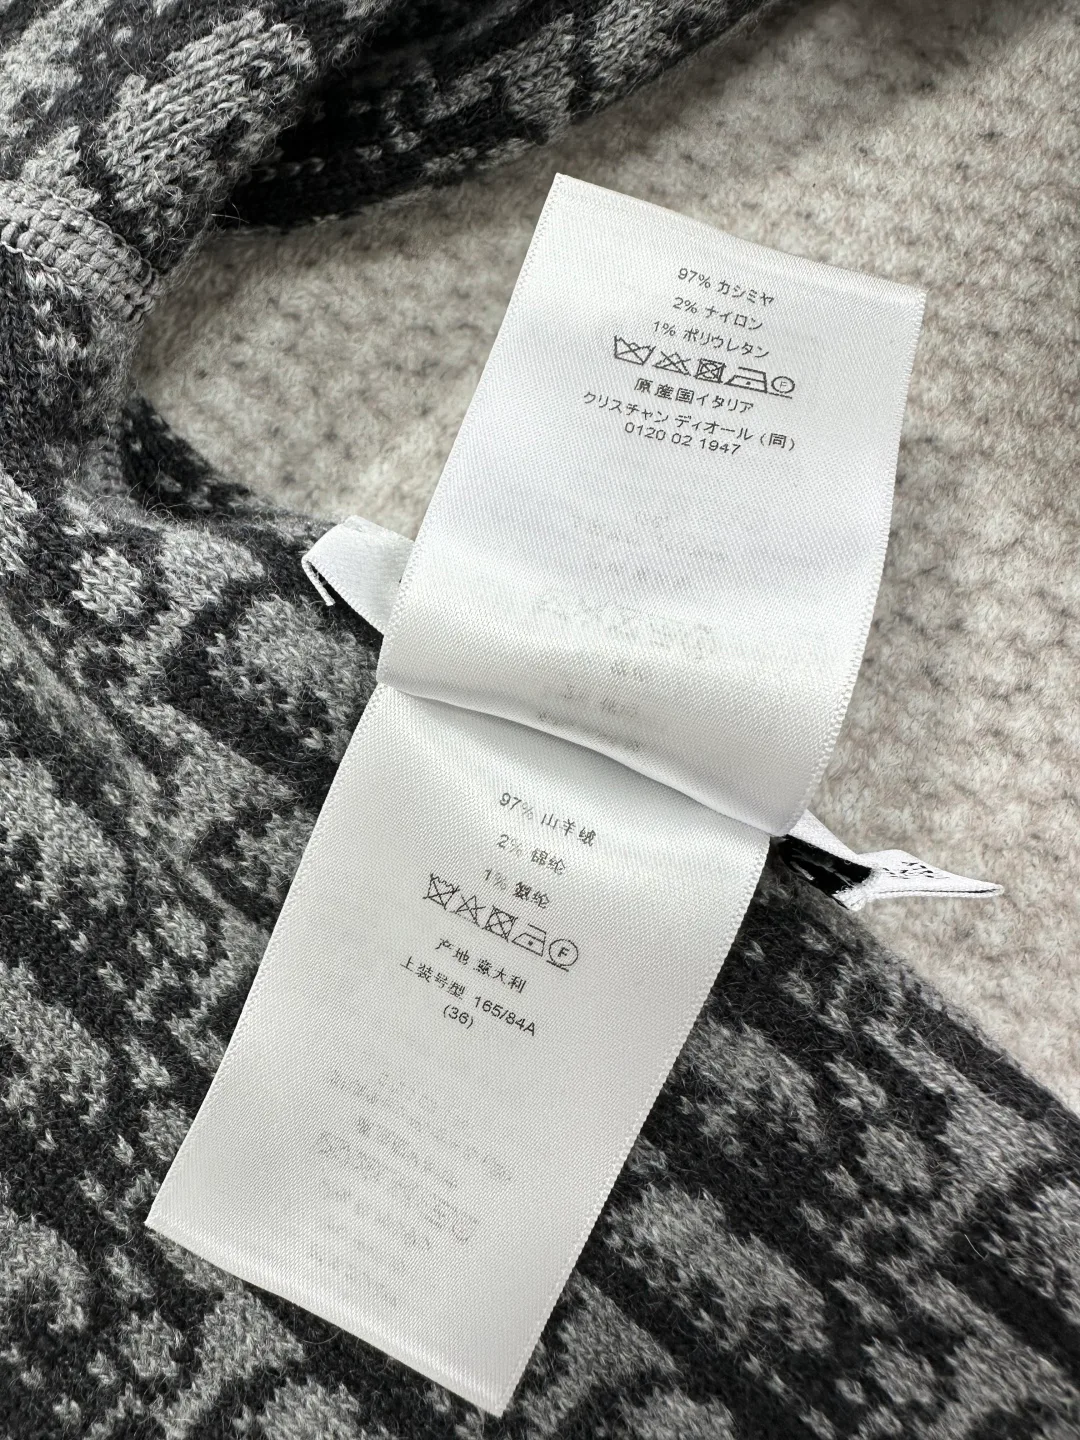 97% カシミヤ
2% ナイロン
1% ポリウレタン
F
原産国イタリア
クリスチャン ディオール (同)
0120 02 1947
97% 山羊绒
2% 锦纶
1% 氨纶
F
产地 意大利
上装号型 165/84A
(36)